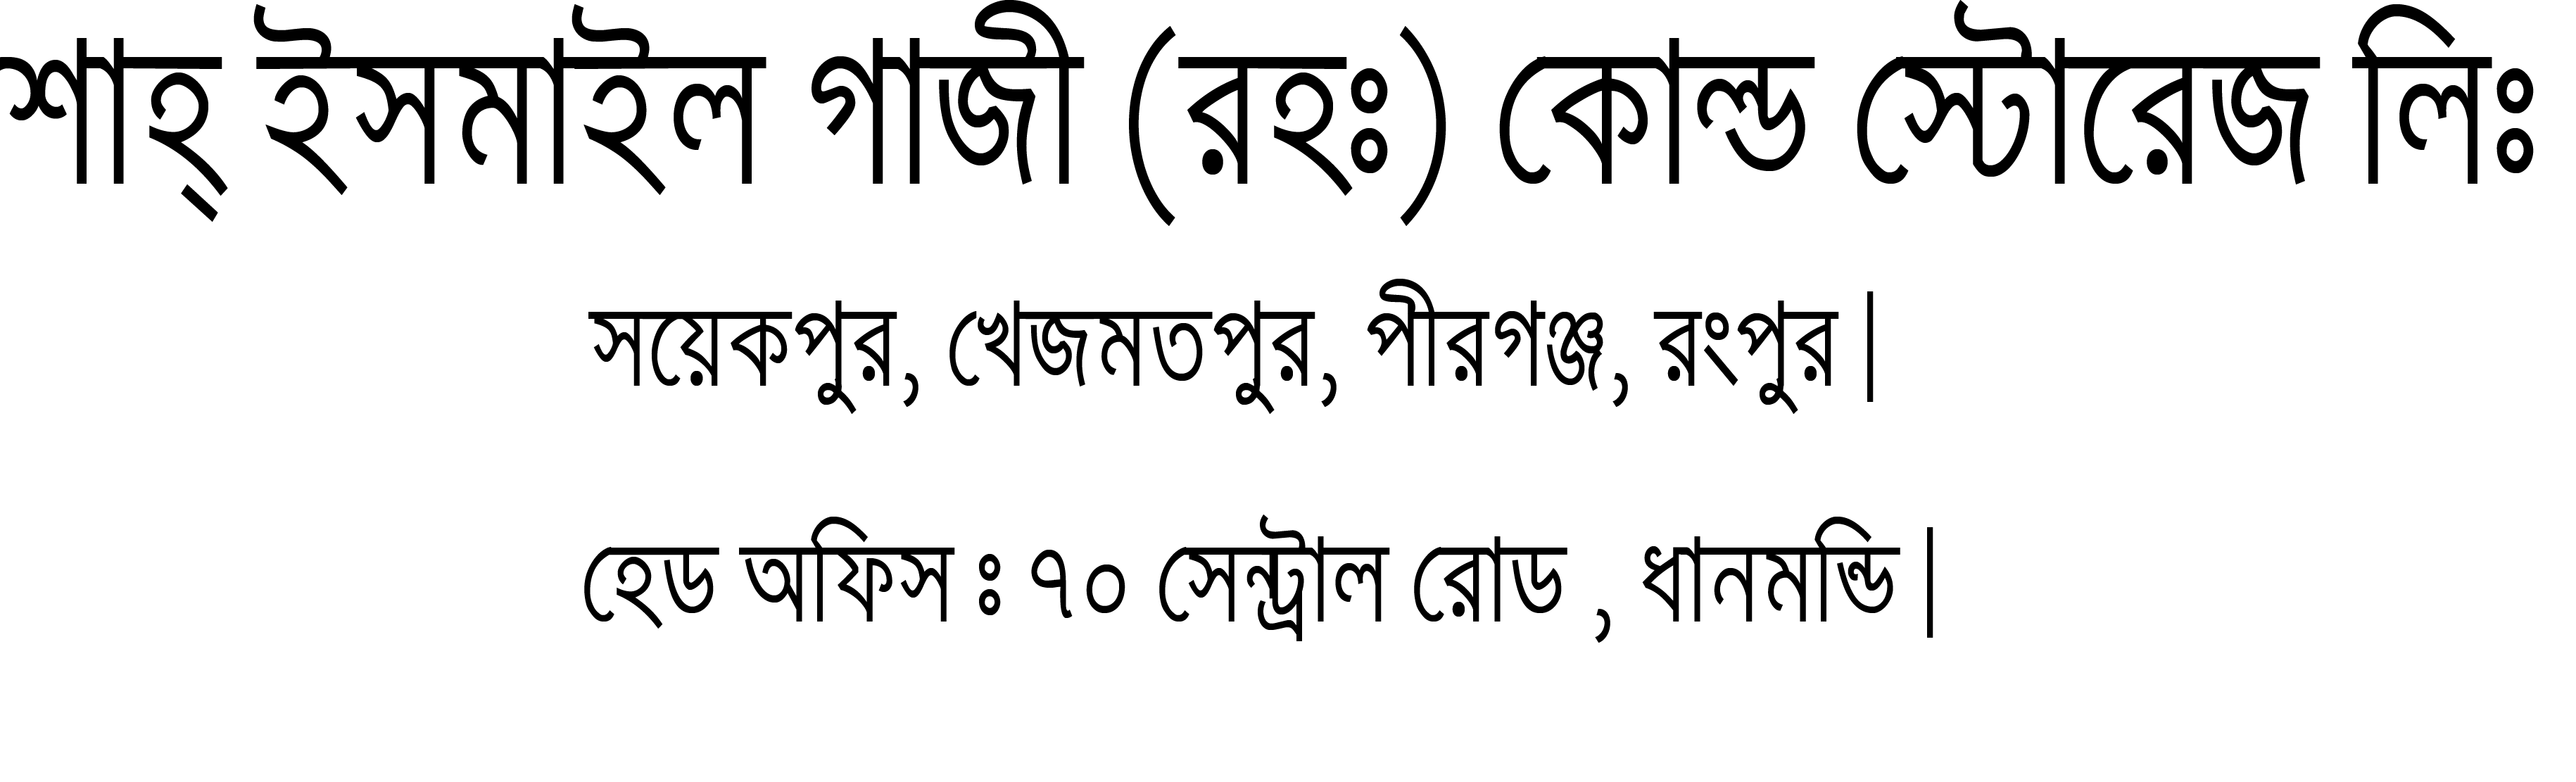 শাহ্ ইসমাইল গাজী (রহঃ) কোল্ড স্টোরেজ লিঃ
সয়েকপুর, খেজমতপুর, পীরগঞ্জ, রংপুর।
হেড অফিস ঃ ৭০ সেন্ট্রাল রোড , ধানমন্ডি।